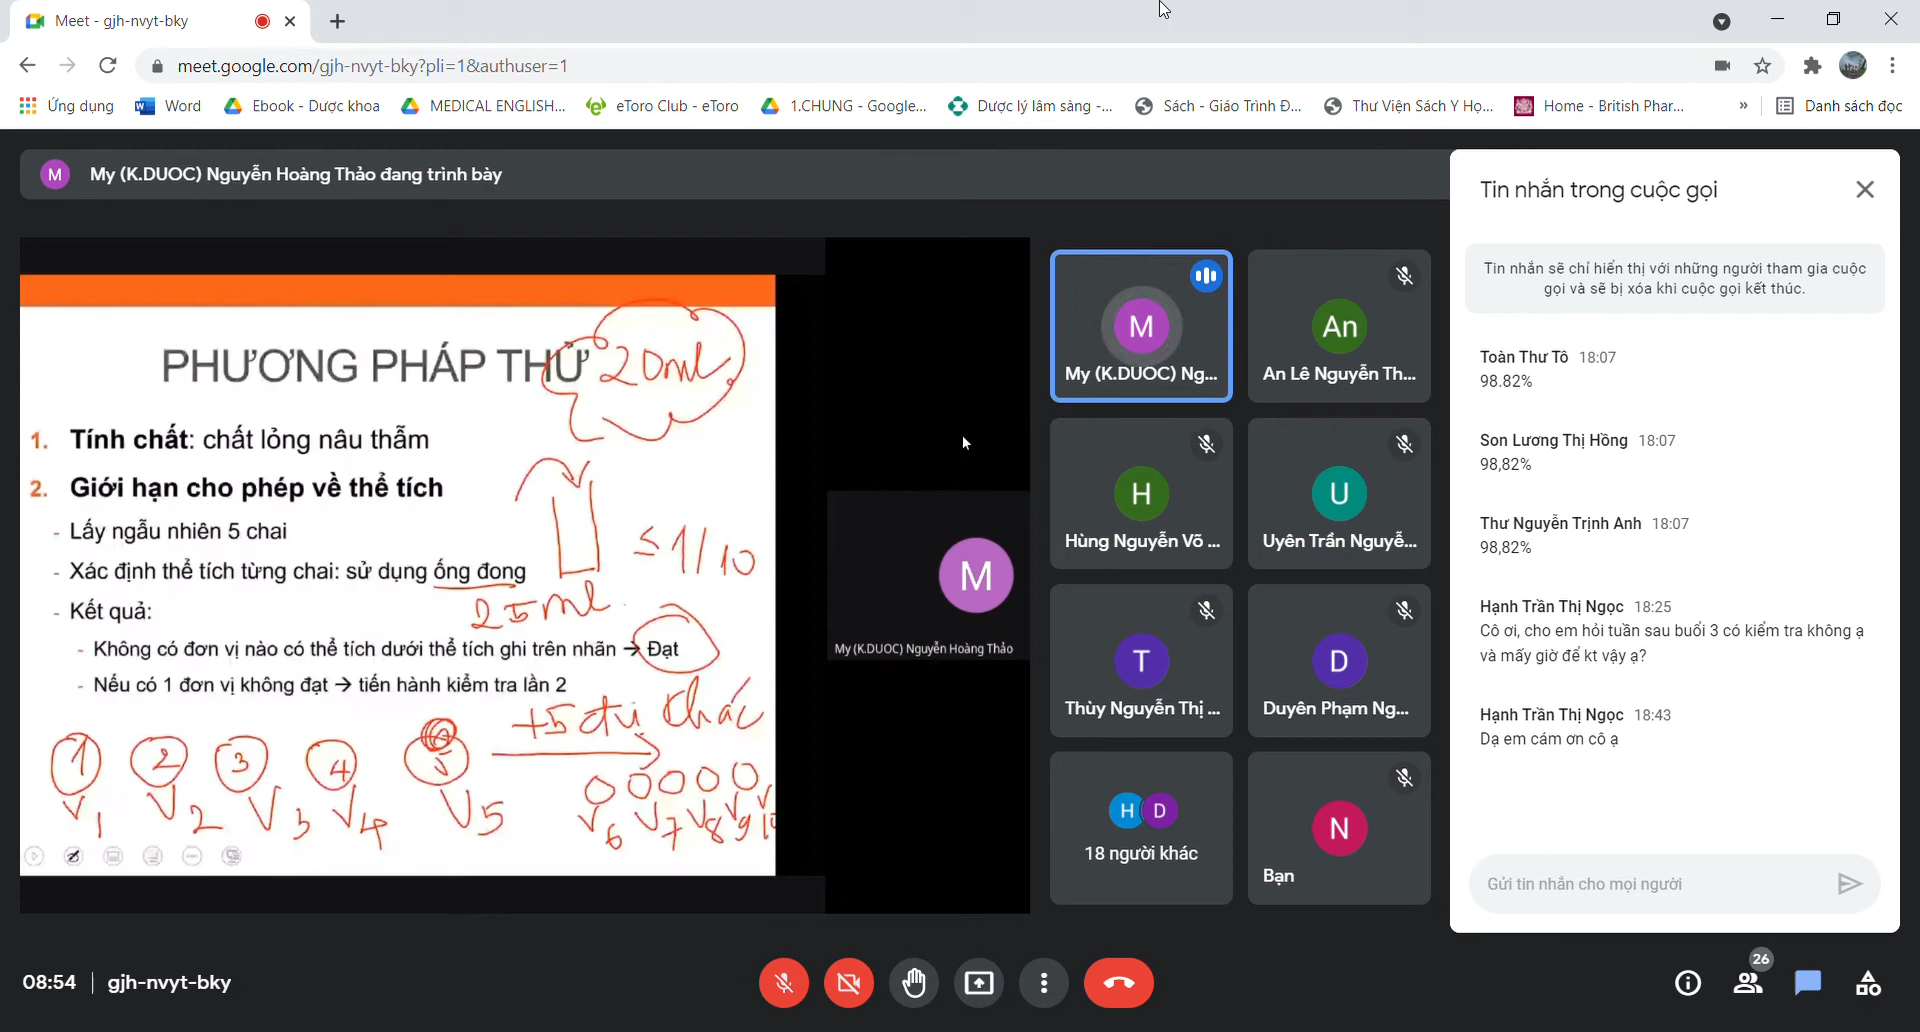 Meet - gjh-nvyt-bky
meet.google.com/gjh-nvyt-bky?pli=1&authuser=1
Ứng dụng
Word
Ebook - Dược khoa
MEDICAL ENGLISH...
eToro Club - eToro
1.CHUNG - Google...
Dược lý lâm sàng -...
Sách - Giáo Trình Đ...
Thư Viện Sách Y Họ...
Home - British Phar...
»
Danh sách đọc
M
My (K.DUOC) Nguyễn Hoàng Thảo đang trình bày
PHƯƠNG PHÁP THỬ
20ml
1. Tính chất: chất lỏng nâu thẫm
2. Giới hạn cho phép về thể tích
- Lấy ngẫu nhiên 5 chai
≤ 1/10
- Xác định thể tích từng chai: sử dụng ống đong
25ml
- Kết quả:
- Không có đơn vị nào có thể tích dưới thể tích ghi trên nhãn → Đạt
- Nếu có 1 đơn vị không đạt → tiến hành kiểm tra lần 2
+5 đvị khác
1 2 3 4 5
V1 V2 V3 V4 V5
V6 V7 V8 V9 V10
M
My (K.DUOC) Nguyễn Hoàng Thảo
M
My (K.DUOC) Ng...
An
An Lê Nguyễn Th...
H
Hùng Nguyễn Võ ...
U
Uyên Trần Nguyễ...
T
Thùy Nguyễn Thị ...
D
Duyên Phạm Ng...
H D
18 người khác
N
Bạn
Tin nhắn trong cuộc gọi
Tin nhắn sẽ chỉ hiển thị với những người tham gia cuộc
gọi và sẽ bị xóa khi cuộc gọi kết thúc.
Toàn Thư Tô 18:07
98.82%
Son Lương Thị Hồng 18:07
98,82%
Thư Nguyễn Trịnh Anh 18:07
98,82%
Hạnh Trần Thị Ngọc 18:25
Cô ơi, cho em hỏi tuần sau buổi 3 có kiểm tra không ạ
và mấy giờ để kt vậy ạ?
Hạnh Trần Thị Ngọc 18:43
Dạ em cám ơn cô ạ
Gửi tin nhắn cho mọi người
08:54 | gjh-nvyt-bky
26